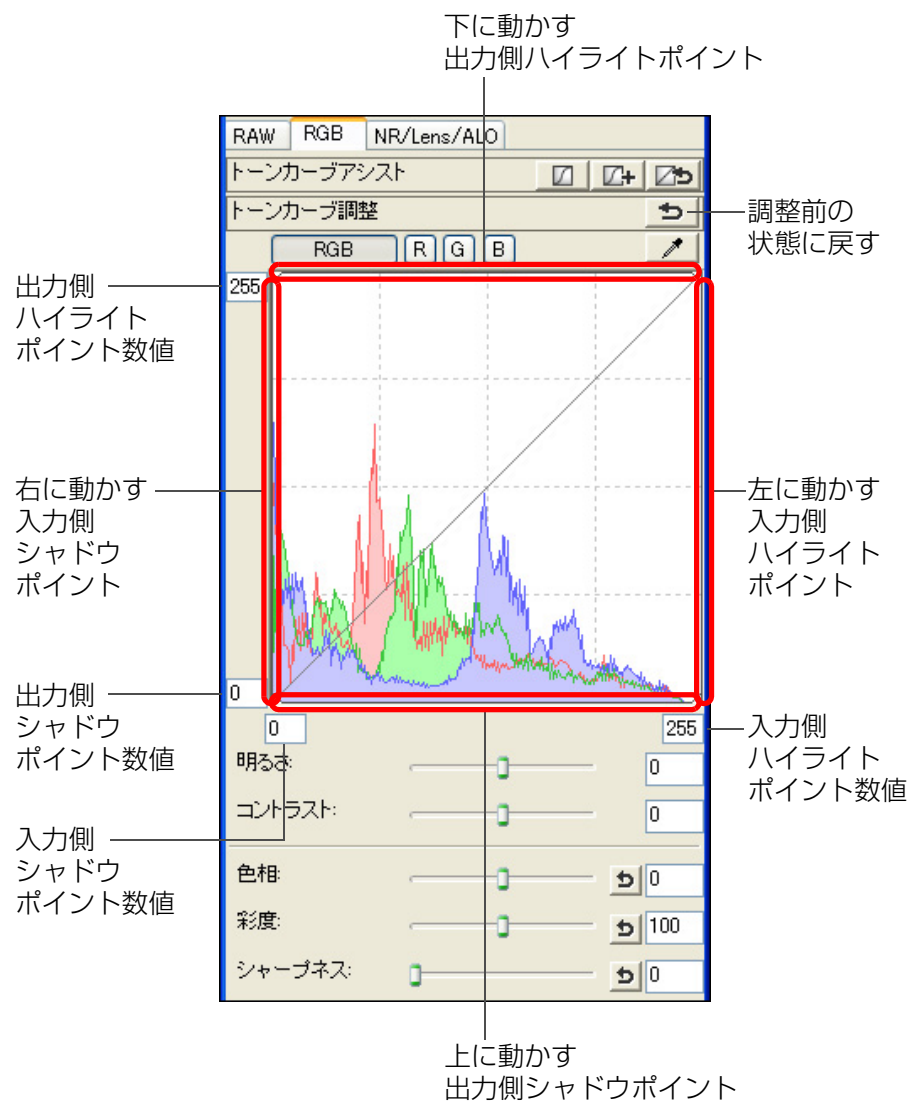 下に動かす
出力側ハイライトポイント
RAW RGB NR/Lens/ALO
トーンカーブアシスト
トーンカーブ調整
調整前の
状態に戻す
RGB R G B
出力側
ハイライト
ポイント数値
255
右に動かす
入力側
シャドウ
ポイント
左に動かす
入力側
ハイライト
ポイント
出力側
シャドウ
ポイント数値
0
0
255
入力側
ハイライト
ポイント数値
明るさ:
0
コントラスト:
0
入力側
シャドウ
ポイント数値
色相:
0
彩度:
100
シャープネス:
0
上に動かす
出力側シャドウポイント